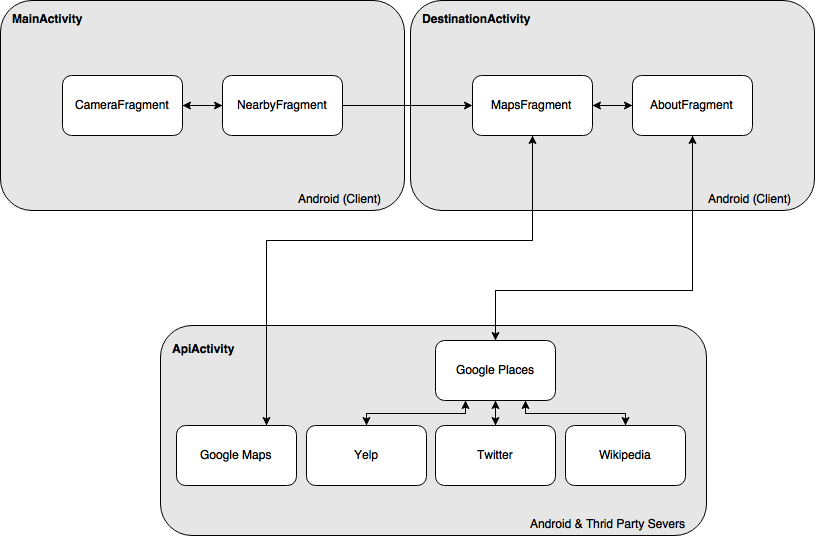 MainActivity
DestinationActivity
CameraFragment
NearbyFragment
MapsFragment
AboutFragment
Android (Client)
Android (Client)
ApiActivity
Google Places
Google Maps
Yelp
Twitter
Wikipedia
Android & Thrid Party Severs